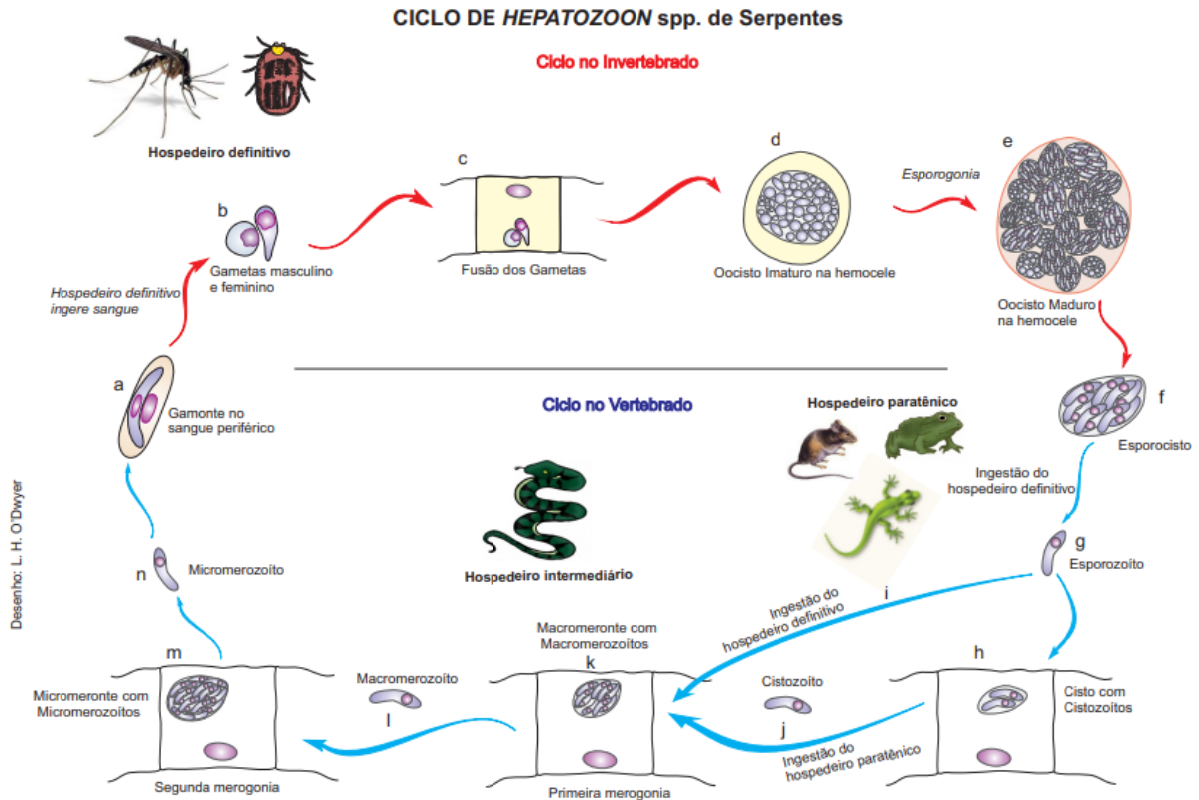 CICLO DE HEPATOZOON spp. de Serpentes
Ciclo no Invertebrado
Hospedeiro definitivo
a
Gamonte no
sangue periférico
Hospedeiro definitivo
ingere sangue
b
Gametas masculino
e feminino
c
Fusão dos Gametas
d
Oocisto Imaturo na hemocele
Esporogonia
e
Oocisto Maduro
na hemocele
f
Esporocisto
Ciclo no Vertebrado
Hospedeiro paratênico
Hospedeiro intermediário
Ingestão do
hospedeiro definitivo
g
Esporozoíto
i
Ingestão do
hospedeiro definitivo
h
Cisto com
Cistozoítos
Cistozoíto
j
Ingestão do
hospedeiro paratênico
Macromeronte com
Macromerozoítos
k
Primeira merogonia
Macromerozoíto
l
m
Micromeronte com
Micromerozoítos
Segunda merogonia
n
Micromerozoíto
Desenho: L. H. O'Dwyer